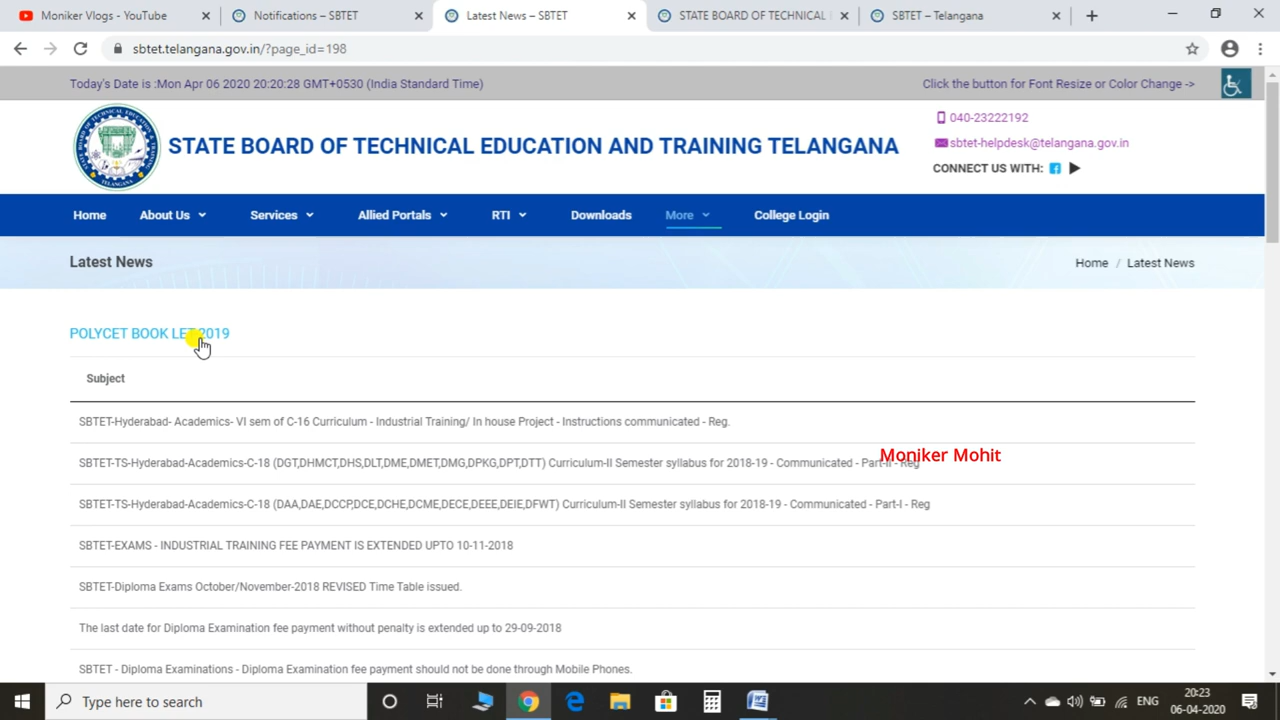 Moniker Vlogs - YouTube
Notifications – SBTET
Latest News – SBTET
STATE BOARD OF TECHNICAL
SBTET – Telangana
sbtet.telangana.gov.in/?page_id=198
Today's Date is :Mon Apr 06 2020 20:20:28 GMT+0530 (India Standard Time)
Click the button for Font Resize or Color Change ->
TELANGANA
STATE BOARD OF TECHNICAL EDUCATION AND TRAINING TELANGANA
040-23222192
sbtet-helpdesk@telangana.gov.in
CONNECT US WITH:
Home About Us Services Allied Portals RTI Downloads More College Login
Latest News
Home / Latest News
POLYCET BOOK LET 2019
Subject
SBTET-Hyderabad- Academics- VI sem of C-16 Curriculum - Industrial Training/ In house Project - Instructions communicated - Reg.
Moniker Mohit
SBTET-TS-Hyderabad-Academics-C-18 (DGT,DHMCT,DHS,DLT,DME,DMET,DMG,DPKG,DPT,DTT) Curriculum-II Semester syllabus for 2018-19 - Communicated - Part-II - Reg
SBTET-TS-Hyderabad-Academics-C-18 (DAA,DAE,DCCP,DCE,DCHE,DCME,DECE,DEEE,DEIE,DFWT) Curriculum-II Semester syllabus for 2018-19 - Communicated - Part-I - Reg
SBTET-EXAMS - INDUSTRIAL TRAINING FEE PAYMENT IS EXTENDED UPTO 10-11-2018
SBTET-Diploma Exams October/November-2018 REVISED Time Table issued.
The last date for Diploma Examination fee payment without penalty is extended up to 29-09-2018
SBTET - Diploma Examinations - Diploma Examination fee payment should not be done through Mobile Phones.
Type here to search
ENG
20:23
06-04-2020